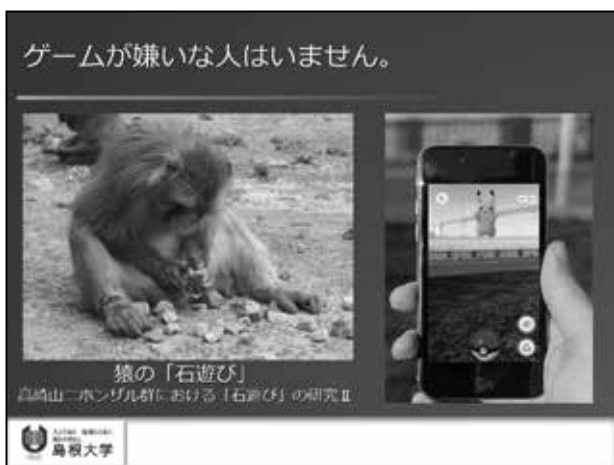 ゲームが嫌いな人はいません。
猿の「石遊び」
高崎山ニホンザル群における「石遊び」の研究Ⅱ
島根大学